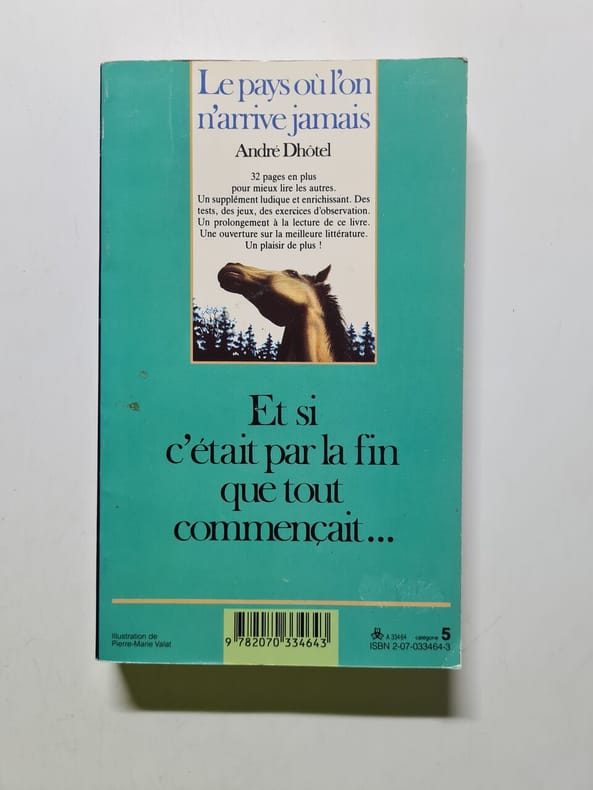 Le pays où l'on
n'arrive jamais
André Dhôtel
32 pages en plus
pour mieux lire les autres.
Un supplément ludique et enrichissant. Des
tests, des jeux, des exercices d'observation.
Un prolongement à la lecture de ce livre.
Une ouverture sur la meilleure littérature.
Un plaisir de plus !
Et si
c'était par la fin
que tout
commençait...
Illustration de
Pierre-Marie Valat
9 782070 334643
A 33464 catégorie 5
ISBN 2-07-033464-3